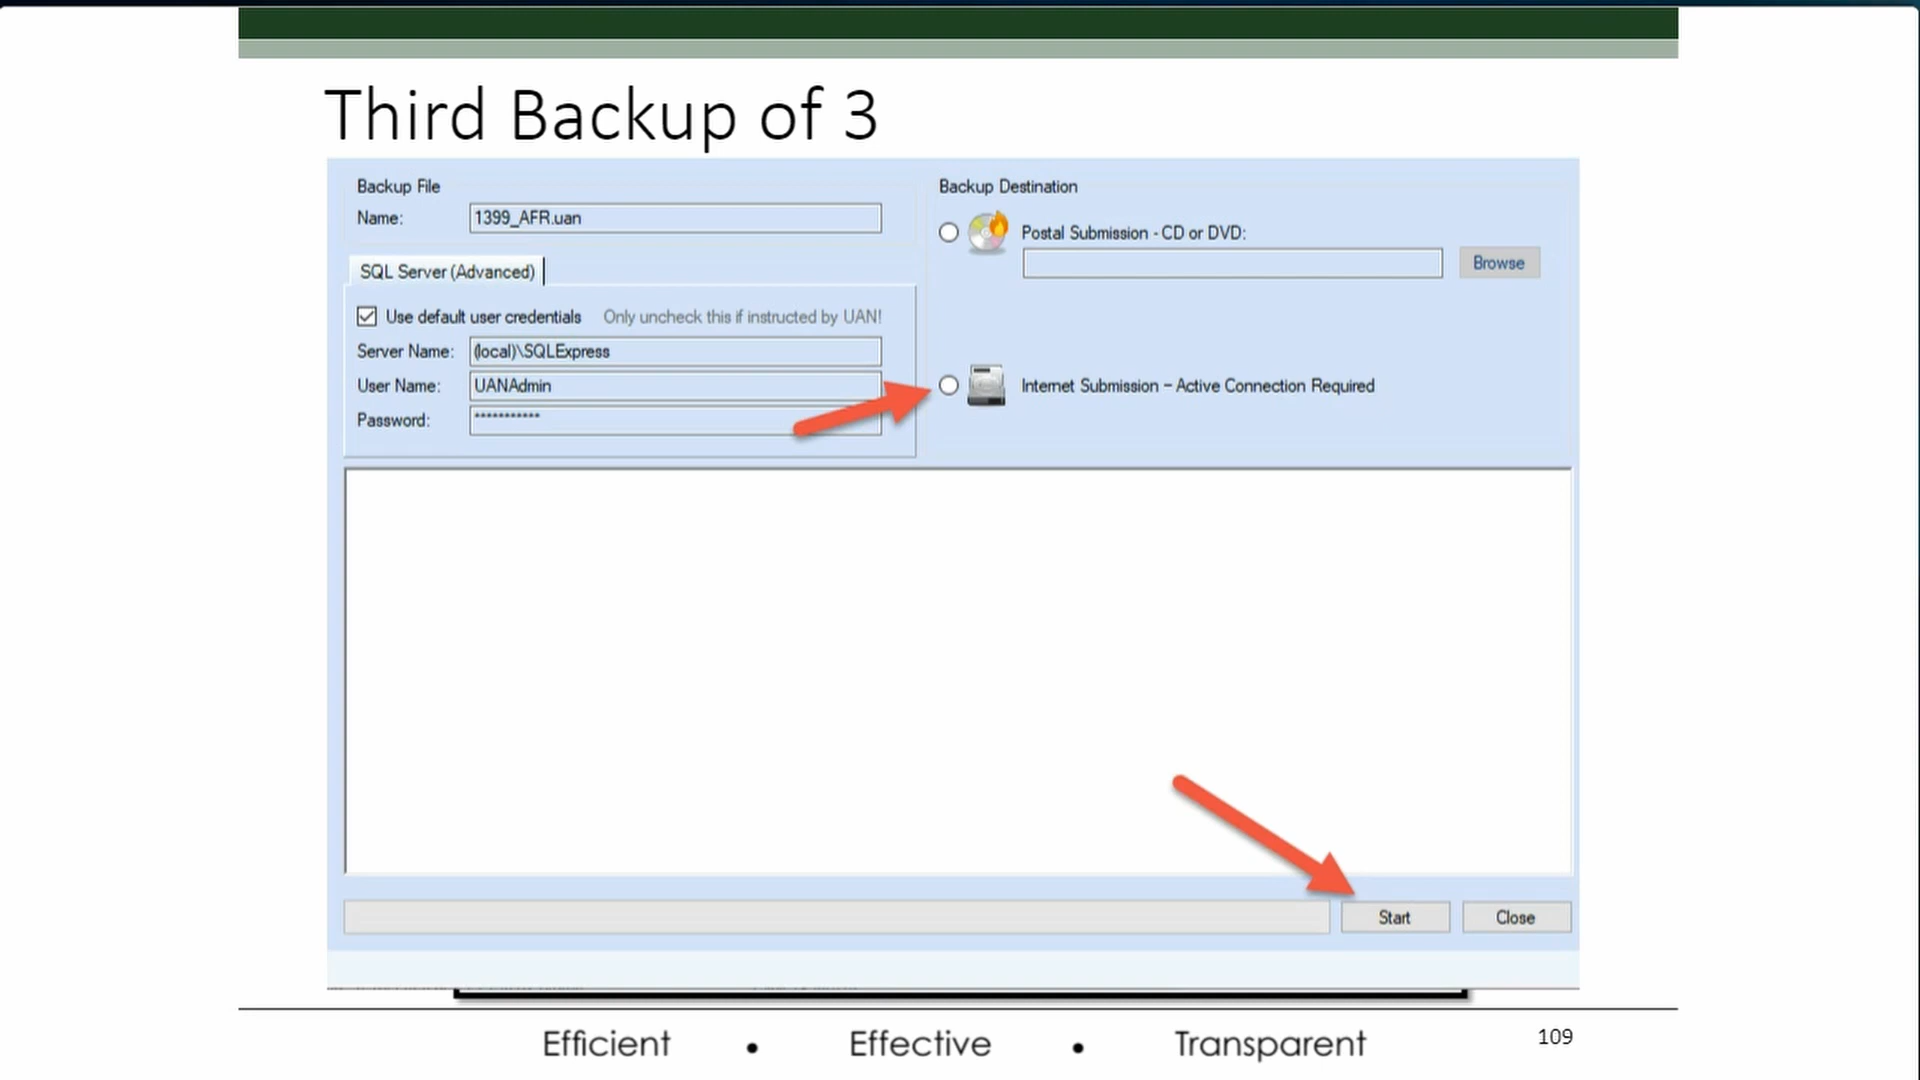 Third Backup of 3
Backup File
Name: 1399_AFR.uan
SQL Server (Advanced)
Use default user credentials Only uncheck this if instructed by UAN!
Server Name: (local)\SQLExpress
User Name: UANAdmin
Password: ***********
Backup Destination
Postal Submission - CD or DVD:
Browse
Internet Submission – Active Connection Required
Start Close
Efficient • Effective • Transparent
109